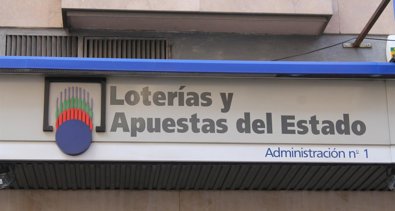 Loterías y
Apuestas del Estado
Administración nº 1